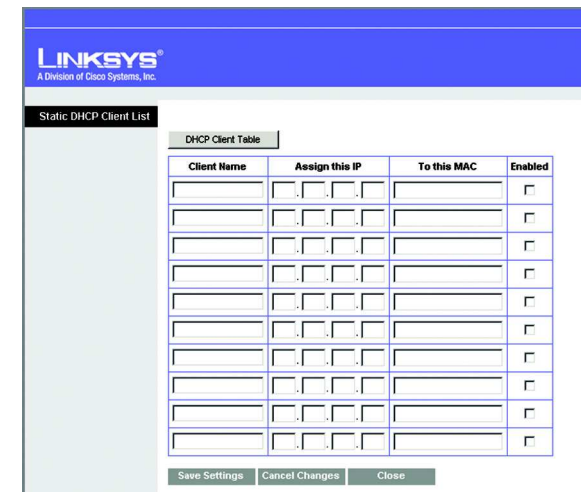 LINKSYS®
A Division of Cisco Systems, Inc.
Static DHCP Client List
DHCP Client Table
Client Name Assign this IP To this MAC Enabled
. . .
. . .
. . .
. . .
. . .
. . .
. . .
. . .
. . .
. . .
Save Settings Cancel Changes Close